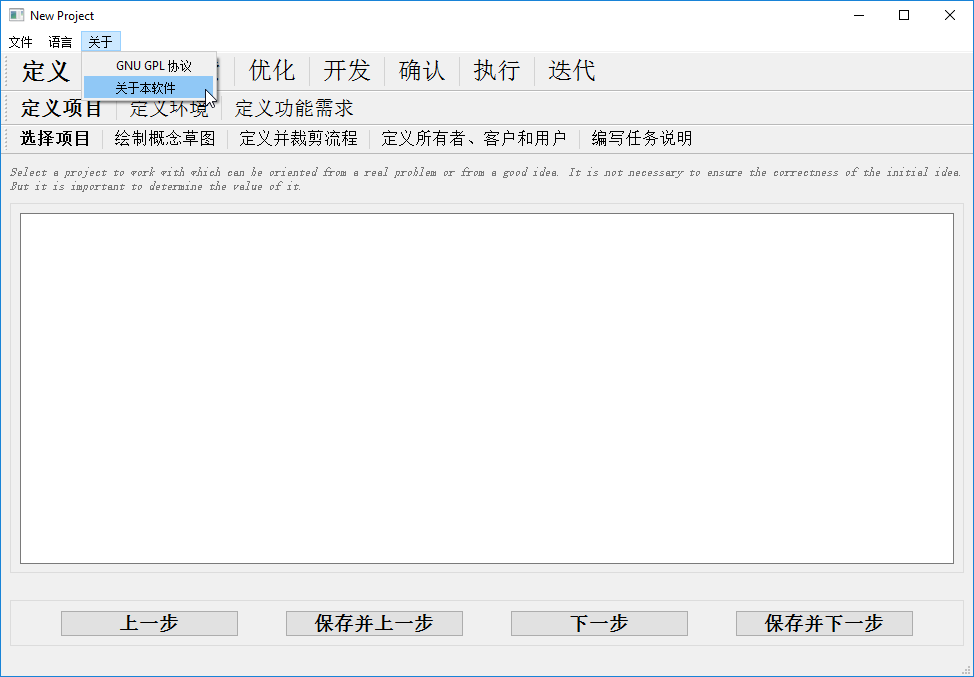 New Project
文件 语言 关于
GNU GPL 协议
关于本软件
定义 优化 开发 确认 执行 迭代
定义项目 定义环境 定义功能需求
选择项目 绘制概念草图 定义并裁剪流程 定义所有者、客户和用户 编写任务说明
Select a project to work with which can be oriented from a real problem or from a good idea. It is not necessary to ensure the correctness of the initial idea.
But it is important to determine the value of it.
上一步 保存并上一步 下一步 保存并下一步